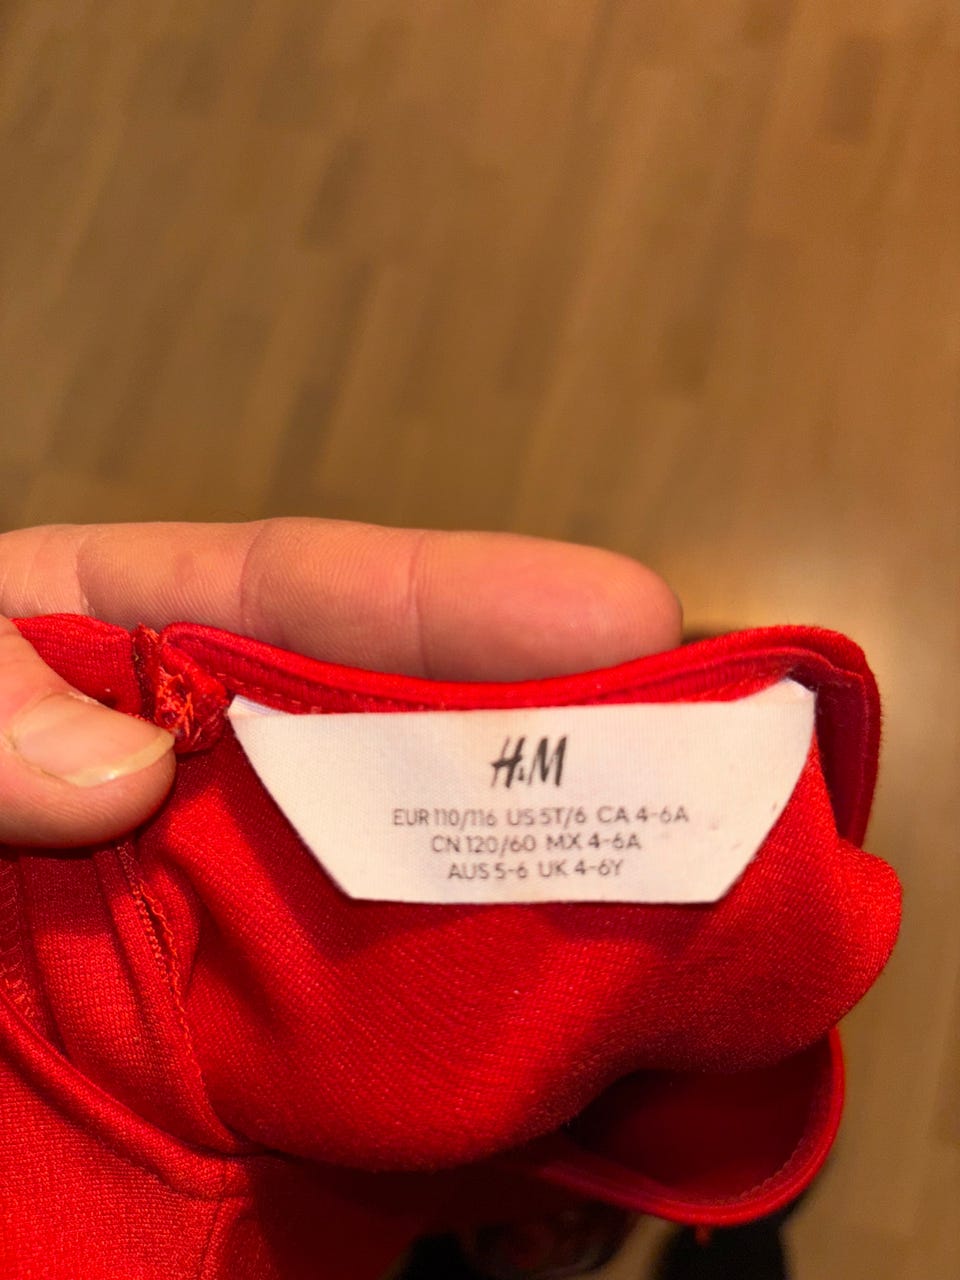 H&M
EUR 110/116 US 5T/6 CA 4-6A
CN 120/60 MX 4-6A
AUS 5-6 UK 4-6Y